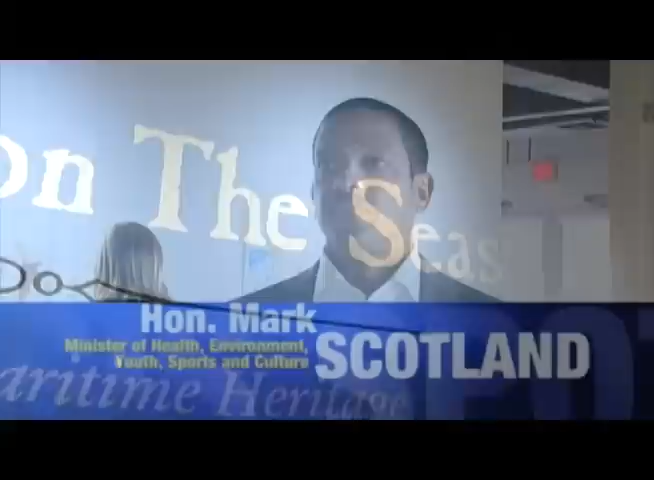 on The Seas
Hon. Mark
SCOTLAND
Minister of Health, Environment,
Youth, Sports and Culture
aritime Heritage